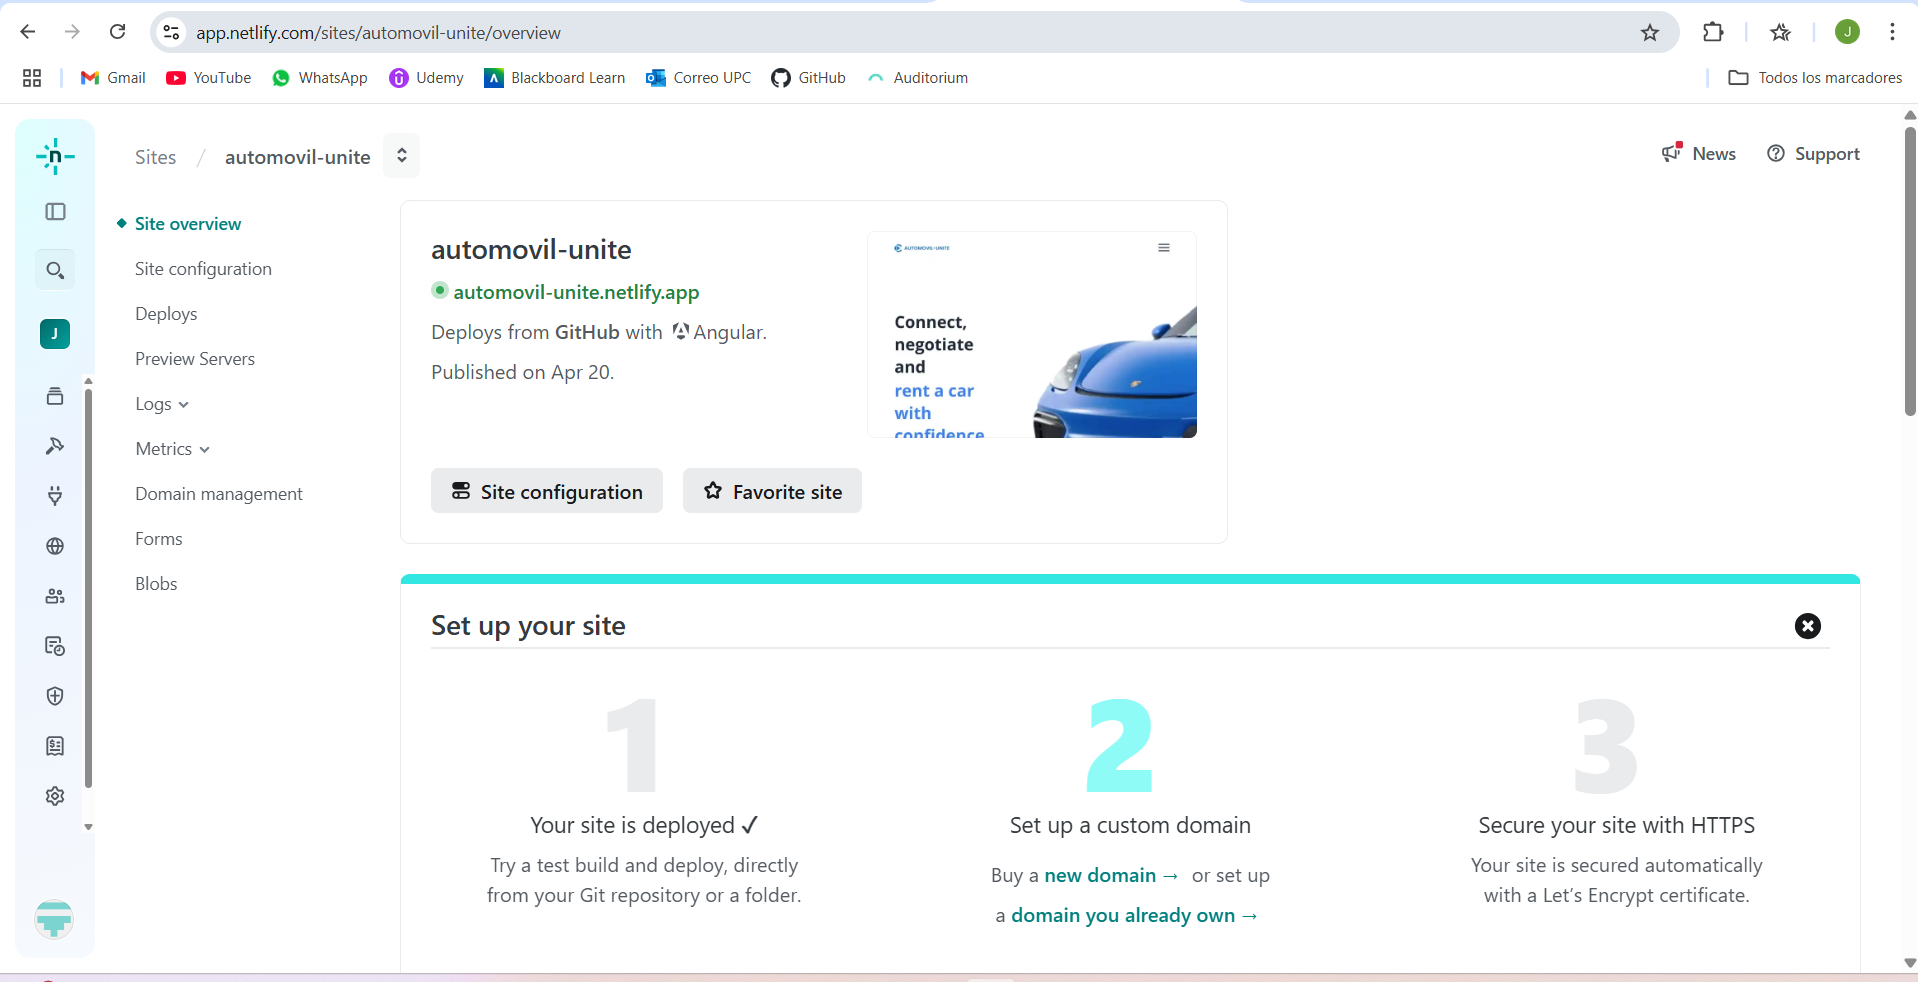 app.netlify.com/sites/automovil-unite/overview
J
Gmail
YouTube
WhatsApp
Udemy
Blackboard Learn
Correo UPC
GitHub
Auditorium
Todos los marcadores
n
Sites / automovil-unite
News
Support
J
Site overview
Site configuration
Deploys
Preview Servers
Logs
Metrics
Domain management
Forms
Blobs
automovil-unite
automovil-unite.netlify.app
Deploys from GitHub with Angular.
Published on Apr 20.
AUTOMOVIL-UNITE
Connect,
negotiate
and
rent a car
with
confidence
Site configuration
Favorite site
Set up your site
1
Your site is deployed ✓
Try a test build and deploy, directly
from your Git repository or a folder.
2
Set up a custom domain
Buy a new domain → or set up
a domain you already own →
3
Secure your site with HTTPS
Your site is secured automatically
with a Let’s Encrypt certificate.